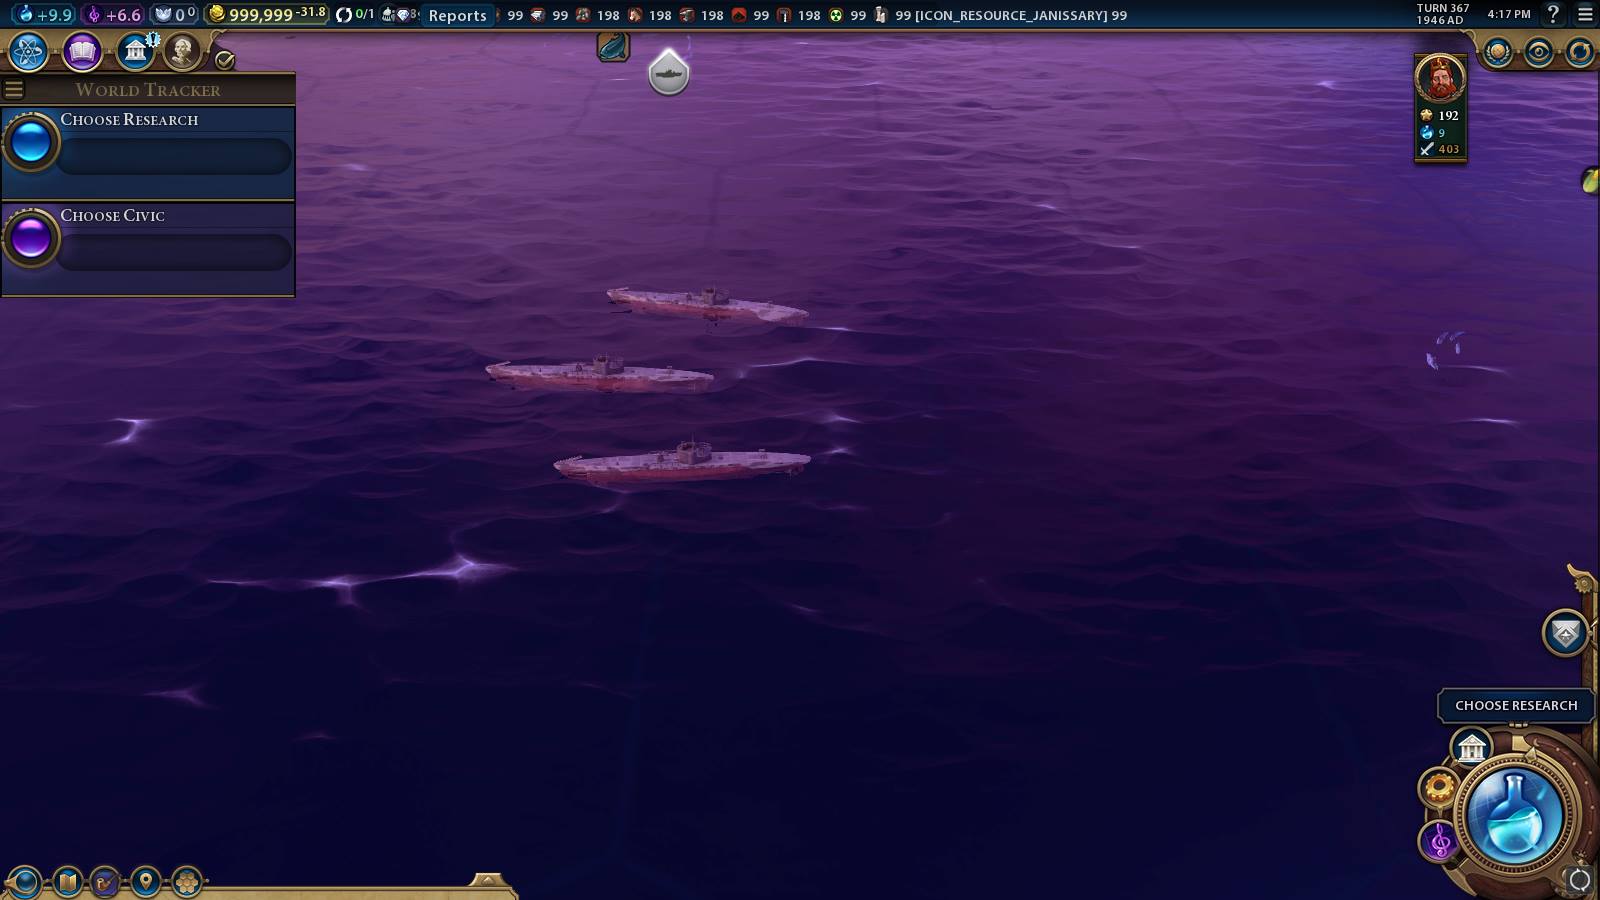 +9.9 +6.6 0 0 999,999 -31.8 0/1 8 Reports 99 99 198 198 198 99 198 99 99 [ICON_RESOURCE_JANISSARY] 99
TURN 367
1946 AD
4:17 PM
?
WORLD TRACKER
CHOOSE RESEARCH
CHOOSE CIVIC
192
9
403
CHOOSE RESEARCH